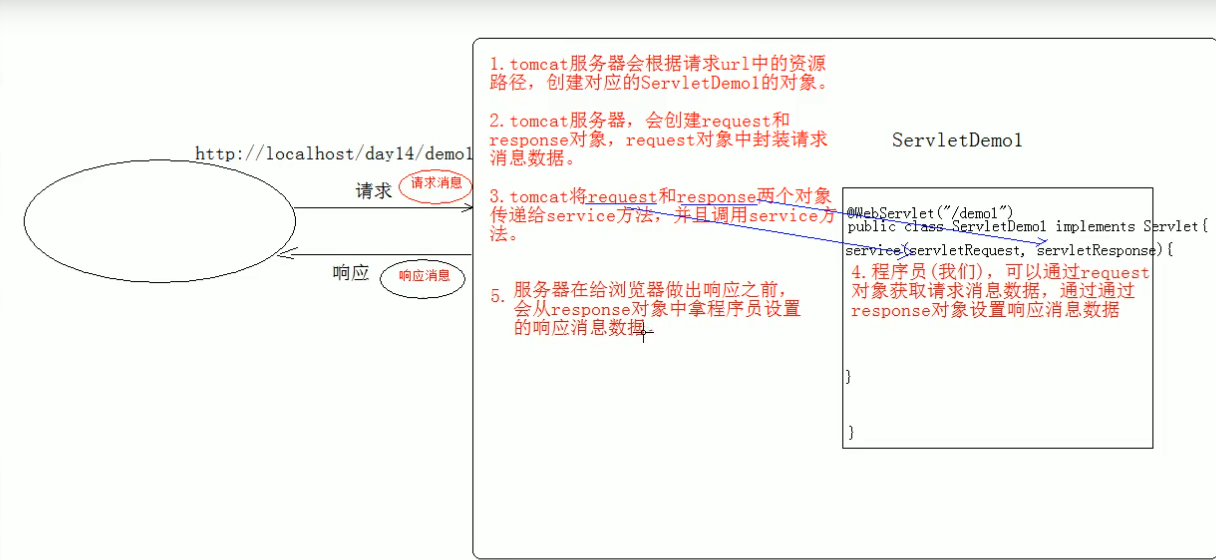 http://localhost/day14/demo1
请求
请求消息
响应
响应消息
1.tomcat服务器会根据请求url中的资源
路径，创建对应的ServletDemo1的对象。
2.tomcat服务器，会创建request和
response对象，request对象中封装请求
消息数据。
3.tomcat将request和response两个对象
传递给service方法，并且调用service方
法。
5.服务器在给浏览器做出响应之前，
会从response对象中拿程序员设置
的响应消息数据。
ServletDemo1
@WebServlet("/demo1")
public class ServletDemo1 implements Servlet{
service(servletRequest, servletResponse){
4.程序员(我们)，可以通过request
对象获取请求消息数据，通过通过
response对象设置响应消息数据
}
}